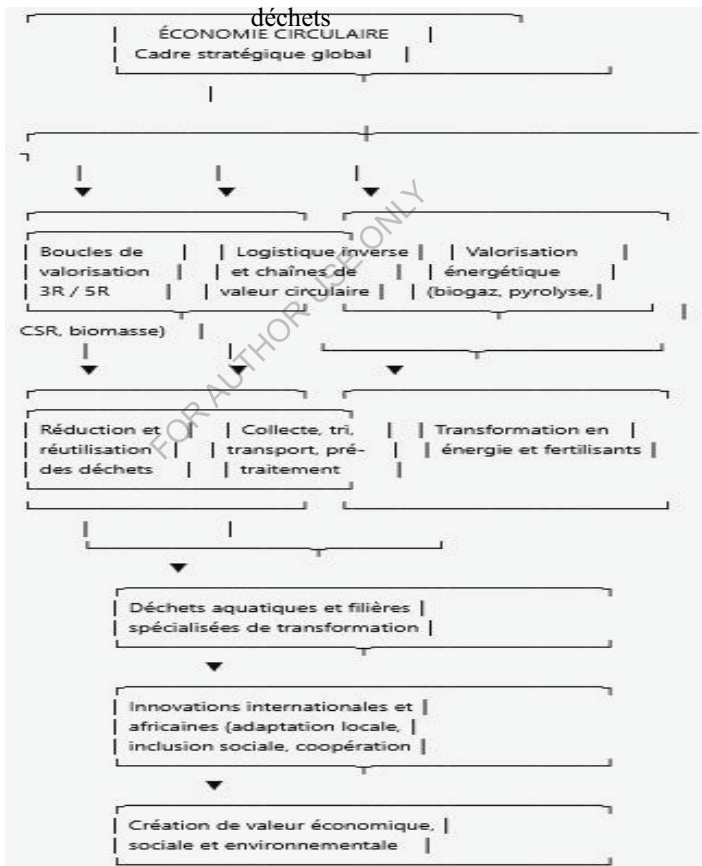 déchets
ÉCONOMIE CIRCULAIRE
Cadre stratégique global
Boucles de
valorisation
3R / 5R
Logistique inverse
et chaînes de
valeur circulaire
Valorisation
énergétique
(biogaz, pyrolyse,
CSR, biomasse)
Réduction et
réutilisation
des déchets
Collecte, tri,
transport, pré-
traitement
Transformation en
énergie et fertilisants
Déchets aquatiques et filières
spécialisées de transformation
Innovations internationales et
africaines (adaptation locale,
inclusion sociale, coopération
Création de valeur économique,
sociale et environnementale
FOR AUTHOR USE ONLY